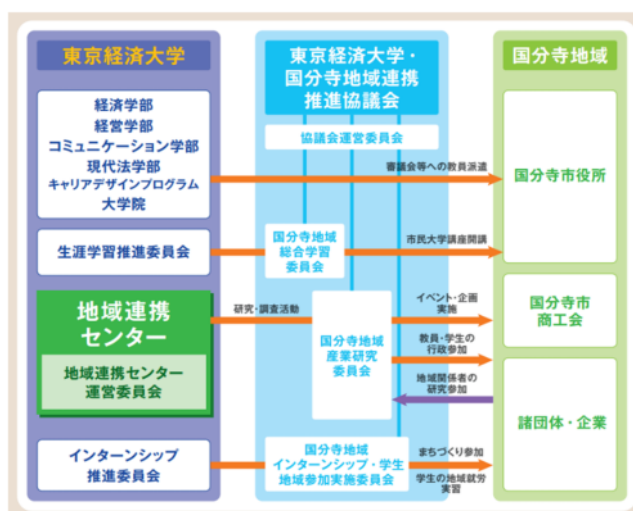 東京経済大学
経済学部
経営学部
コミュニケーション学部
現代法学部
キャリアデザインプログラム
大学院
生涯学習推進委員会
地域連携
センター
地域連携センター
運営委員会
インターンシップ
推進委員会
東京経済大学・
国分寺地域連携
推進協議会
協議会運営委員会
審議会等への教員派遣
国分寺地域
総合学習
委員会
市民大学講座開講
研究・調査活動
国分寺地域
産業研究
委員会
イベント・企画
実施
教員・学生の
行政参加
地域関係者の
研究参加
国分寺地域
インターンシップ・学生
地域参加実施委員会
まちづくり参加
学生の地域就労
実習
国分寺地域
国分寺市役所
国分寺市
商工会
諸団体・企業